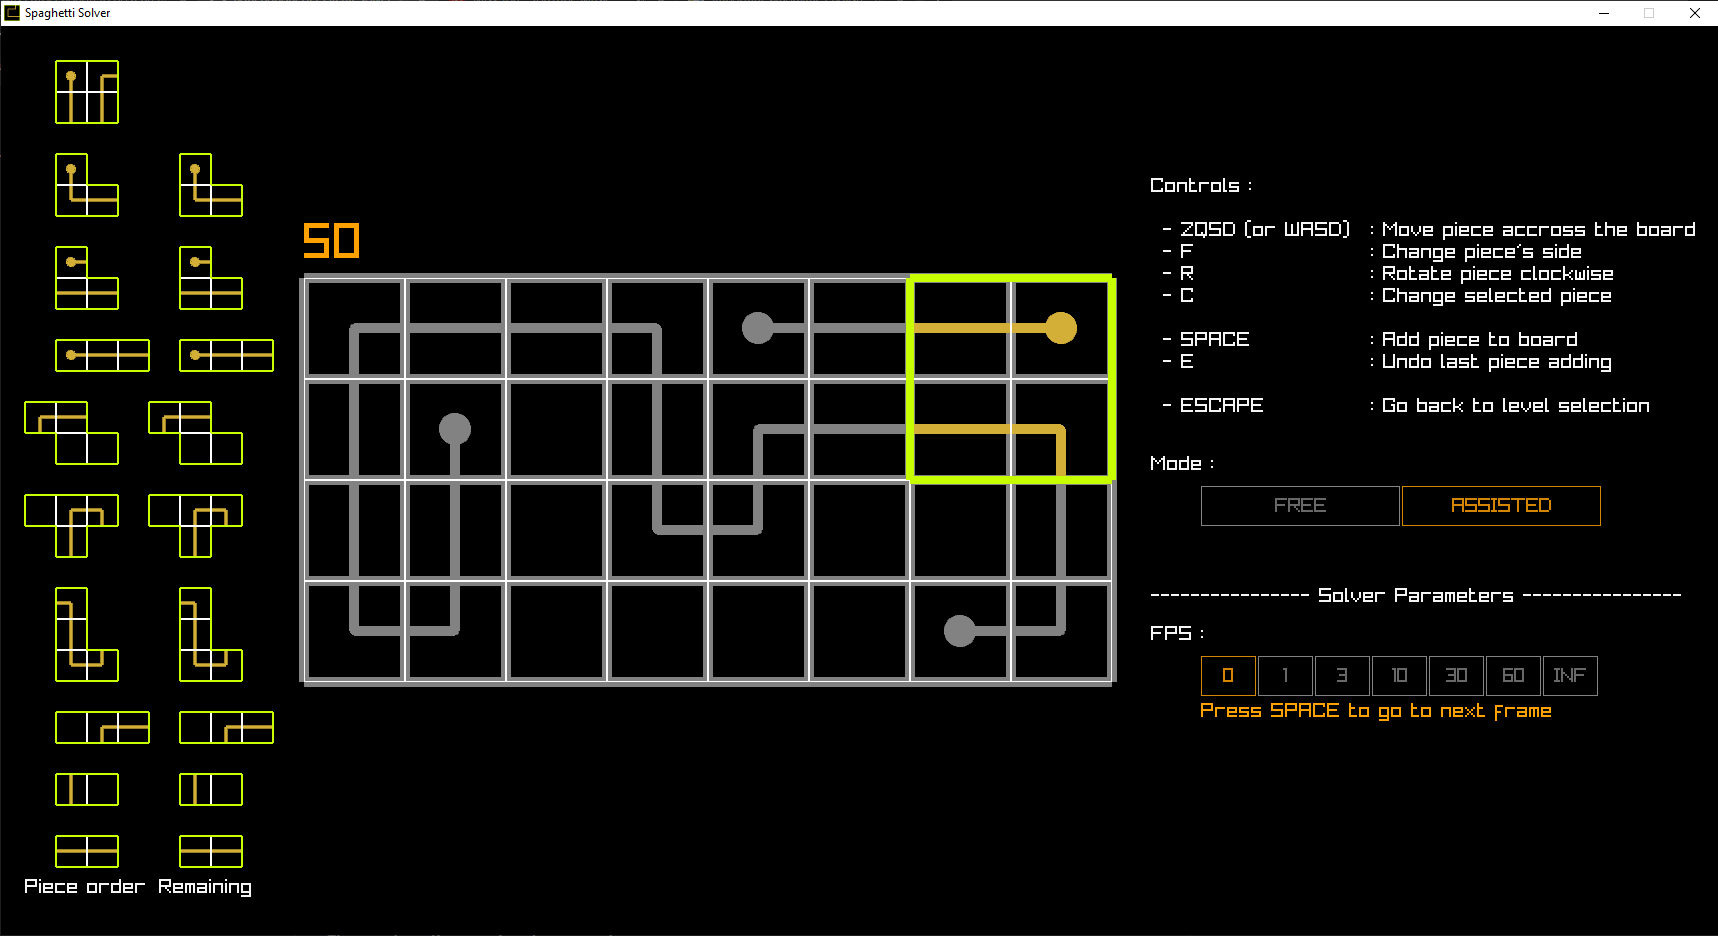 Spaghetti Solver
50
Controls :
- ZQSD (or WASD) : Move piece accross the board
- F : Change piece's side
- R : Rotate piece clockwise
- C : Change selected piece
- SPACE : Add piece to board
- E : Undo last piece adding
- ESCAPE : Go back to level selection
Mode :
FREE ASSISTED
---------------- Solver Parameters ----------------
FPS :
0 1 3 10 30 60 INF
Press SPACE to go to next frame
Piece order Remaining